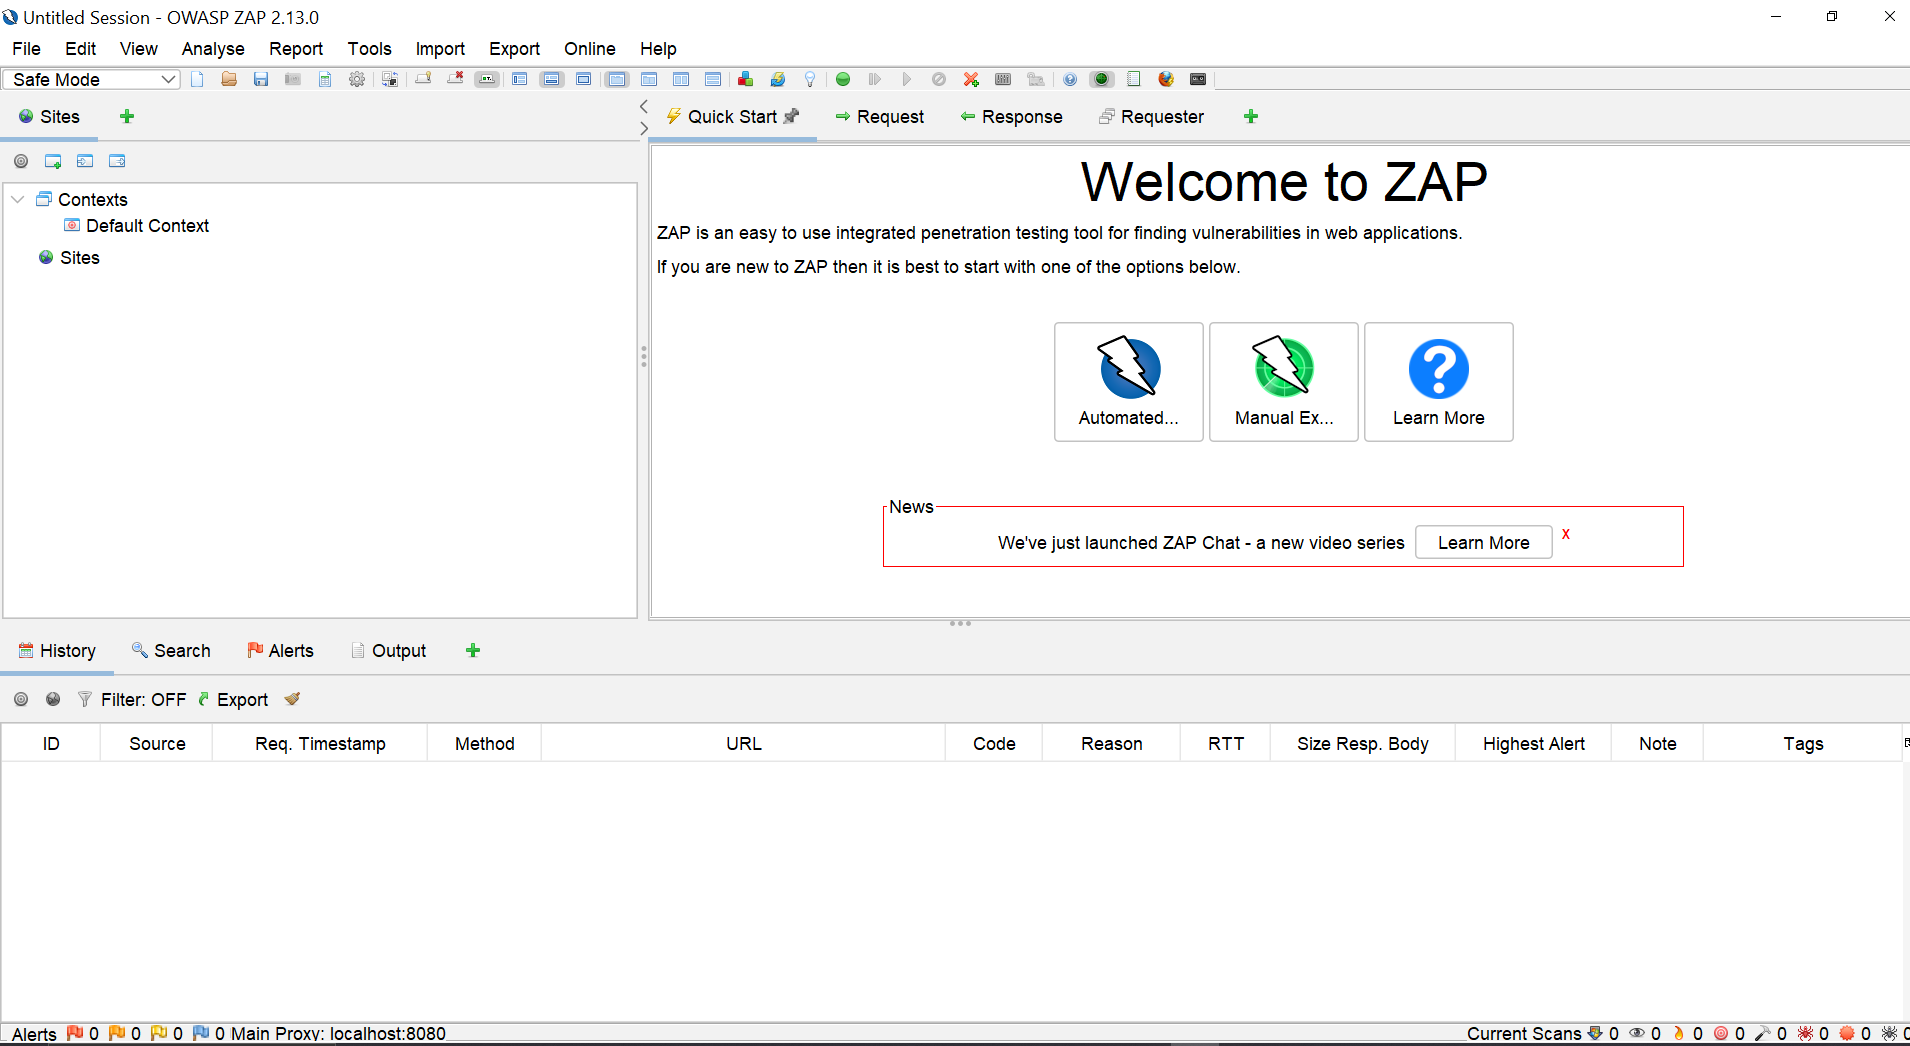 Untitled Session - OWASP ZAP 2.13.0
File Edit View Analyse Report Tools Import Export Online Help
Safe Mode
Sites
Quick Start Request Response Requester
Contexts
Default Context
Sites
Welcome to ZAP
ZAP is an easy to use integrated penetration testing tool for finding vulnerabilities in web applications.
If you are new to ZAP then it is best to start with one of the options below.
Automated... Manual Ex... Learn More
News
We've just launched ZAP Chat - a new video series Learn More x
History Search Alerts Output
Filter: OFF Export
ID Source Req. Timestamp Method URL Code Reason RTT Size Resp. Body Highest Alert Note Tags
Alerts 0 0 0 0 Main Proxy: localhost:8080 Current Scans 0 0 0 0 0 0 0 0